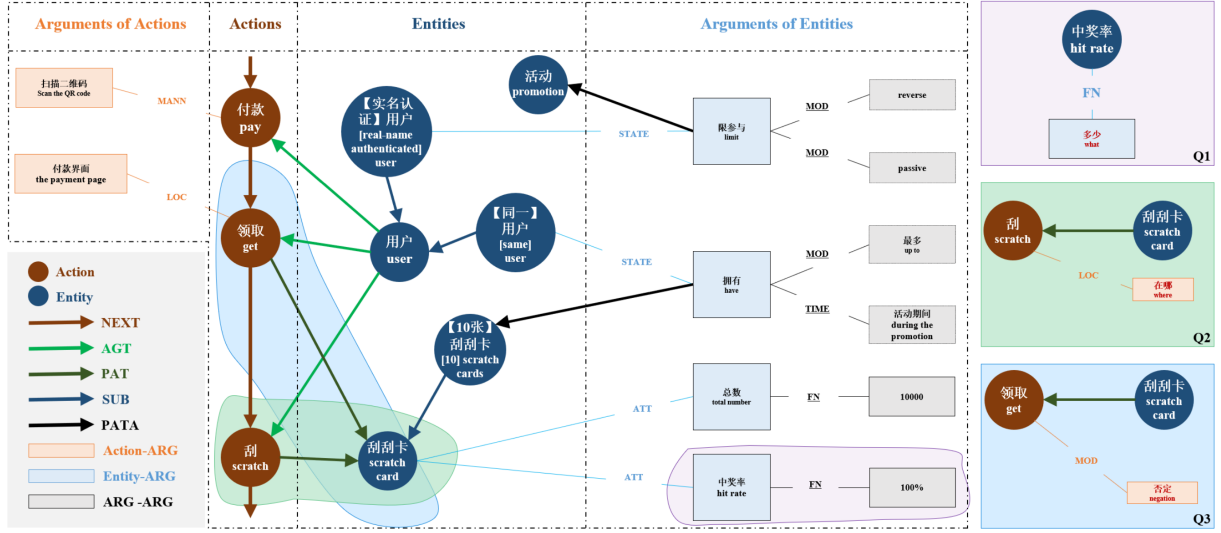 Arguments of Actions
Actions
Entities
Arguments of Entities
扫描二维码
Scan the QR code
MANN
付款界面
the payment page
LOC
付款
pay
领取
get
刮
scratch
【实名认
证】用户
[real-name
authenticated]
user
用户
user
【同一】
用户
[same]
user
活动
promotion
【10张】
刮刮卡
[10] scratch
cards
刮刮卡
scratch
card
STATE
STATE
ATT
ATT
限参与
limit
MOD
reverse
MOD
passive
拥有
have
MOD
最多
up to
TIME
活动期间
during the
promotion
总数
total number
FN
10000
中奖率
hit rate
FN
100%
Action
Entity
NEXT
AGT
PAT
SUB
PATA
Action-ARG
Entity-ARG
ARG -ARG
中奖率
hit rate
FN
多少
what
Q1
刮
scratch
刮刮卡
scratch
card
LOC
在哪
where
Q2
领取
get
刮刮卡
scratch
card
MOD
否定
negation
Q3